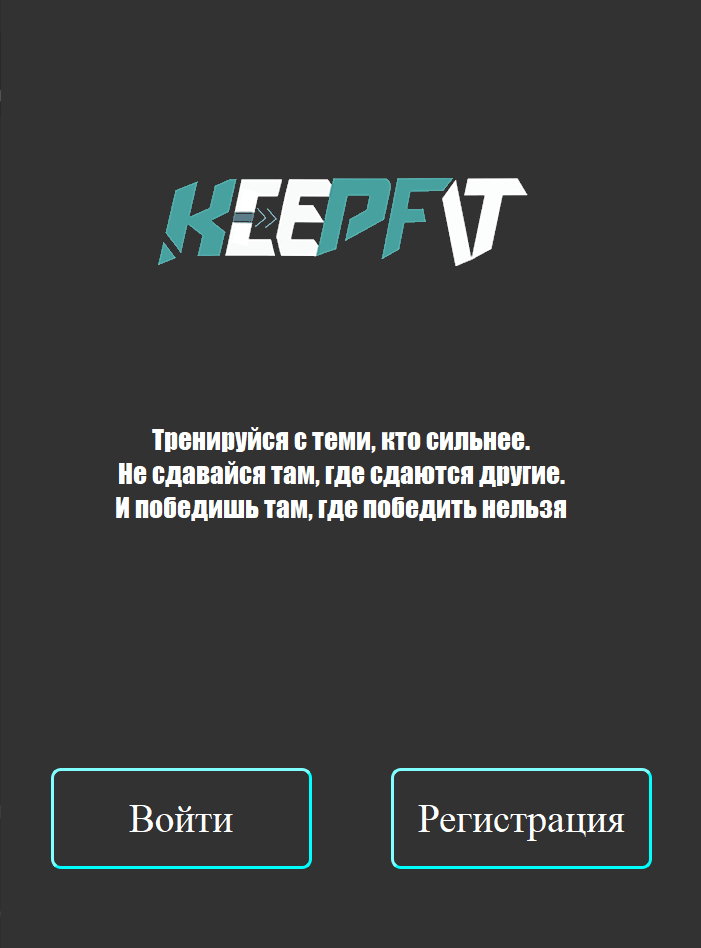 KEEPFIT
Тренируйся с теми, кто сильнее.
Не сдавайся там, где сдаются другие.
И победишь там, где победить нельзя
Войти
Регистрация